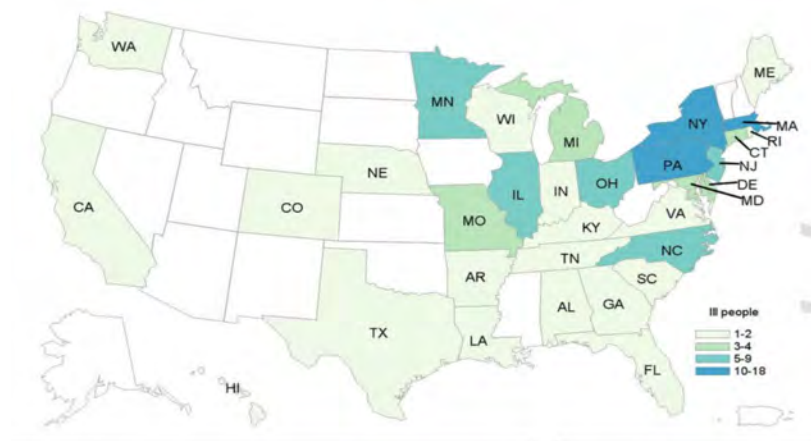 WA
ME
MN
NY
MA
WI
RI
MI
CT
PA
NJ
NE
OH
DE
IL
IN
MD
CA
CO
VA
MO
KY
NC
TN
AR
SC
Ill people
AL
GA
1-2
TX
3-4
LA
5-9
FL
10-18
HI